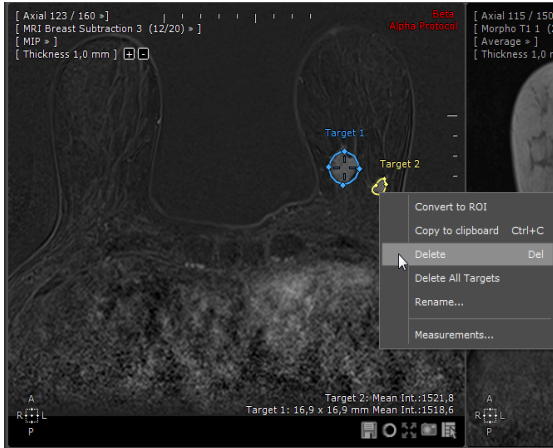 [ Axial 123 / 160 »]
[ MRI Breast Subtraction 3 (12/20) » ]
[ MIP » ]
[ Thickness 1,0 mm ] + -
Beta
Alpha Protocol
[ Axial 115 / 150
[ Morpho T1 1 (2
[ Average » ]
[ Thickness 1,0 m
Target 1
Target 2
Convert to ROI
Copy to clipboard Ctrl+C
Delete Del
Delete All Targets
Rename...
Measurements...
Target 2: Mean Int.:1521,8
Target 1: 16,9 x 16,9 mm Mean Int.:1518,6
A
R L
P
A
R L
P